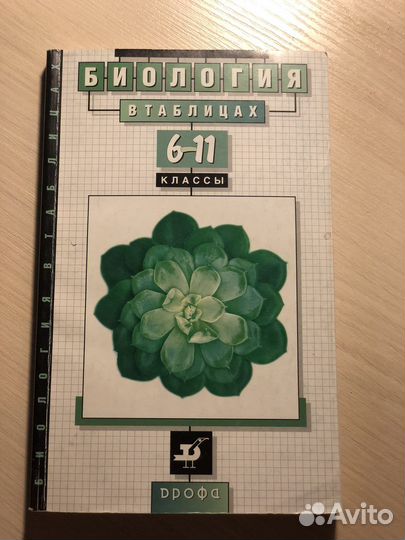 БИОЛОГИЯ
В ТАБЛИЦАХ
6-11
КЛАССЫ
БИОЛОГИЯ В ТАБЛИЦАХ
дрофа
Avito